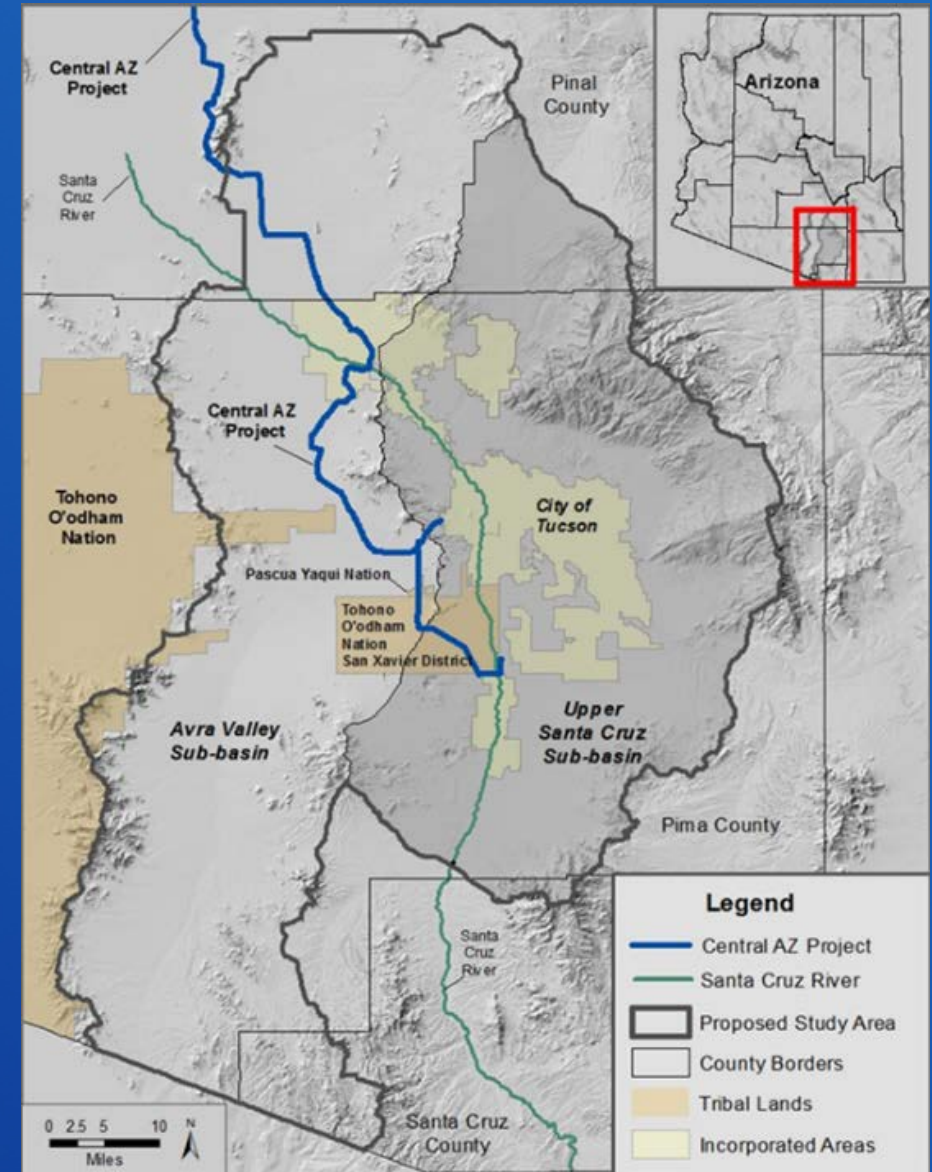 Central AZ
Project
Pinal
County
Arizona
Santa
Cruz
River
Central AZ
Project
Tohono
O'odham
Nation
City of
Tucson
Pascua Yaqui Nation
Tohono
O'odham
Nation
San Xavier District
Avra Valley
Sub-basin
Upper
Santa Cruz
Sub-basin
Pima County
Santa
Cruz
River
Santa Cruz
County
0 2.5 5 10
Miles
N
Legend
Central AZ Project
Santa Cruz River
Proposed Study Area
County Borders
Tribal Lands
Incorporated Areas